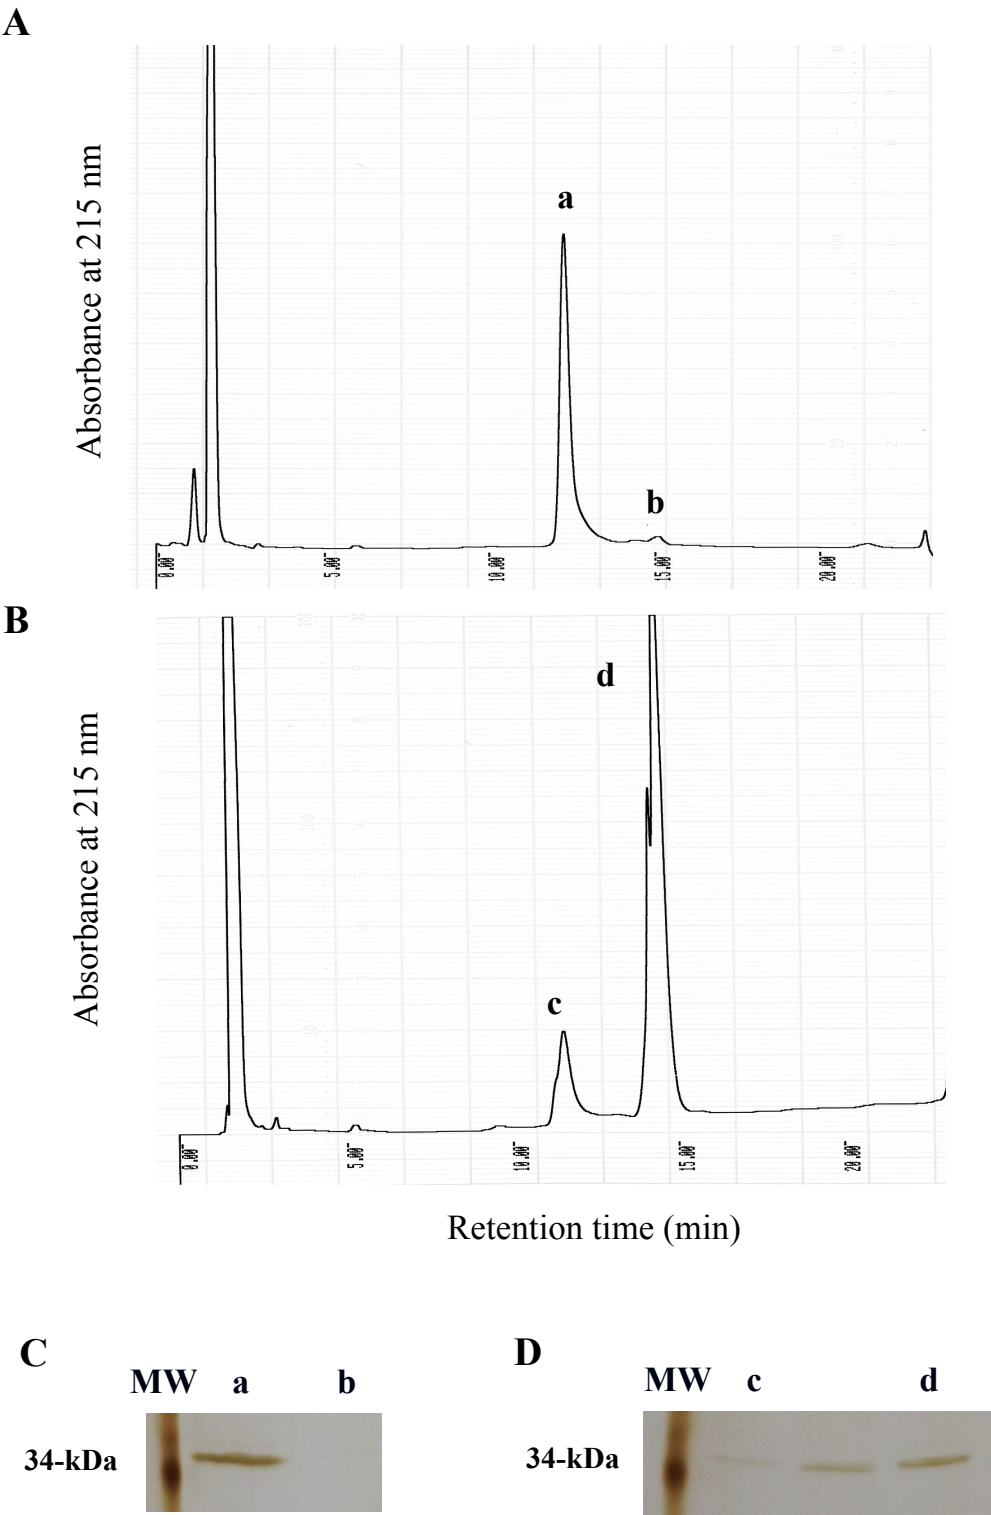 A
Absorbance at 215 nm
a
b
0.00
5.00
10.00
15.00
20.00
B
Absorbance at 215 nm
d
c
0.00
5.00
10.00
15.00
20.00
Retention time (min)
C
MW a b
34-kDa
D
MW c d
34-kDa